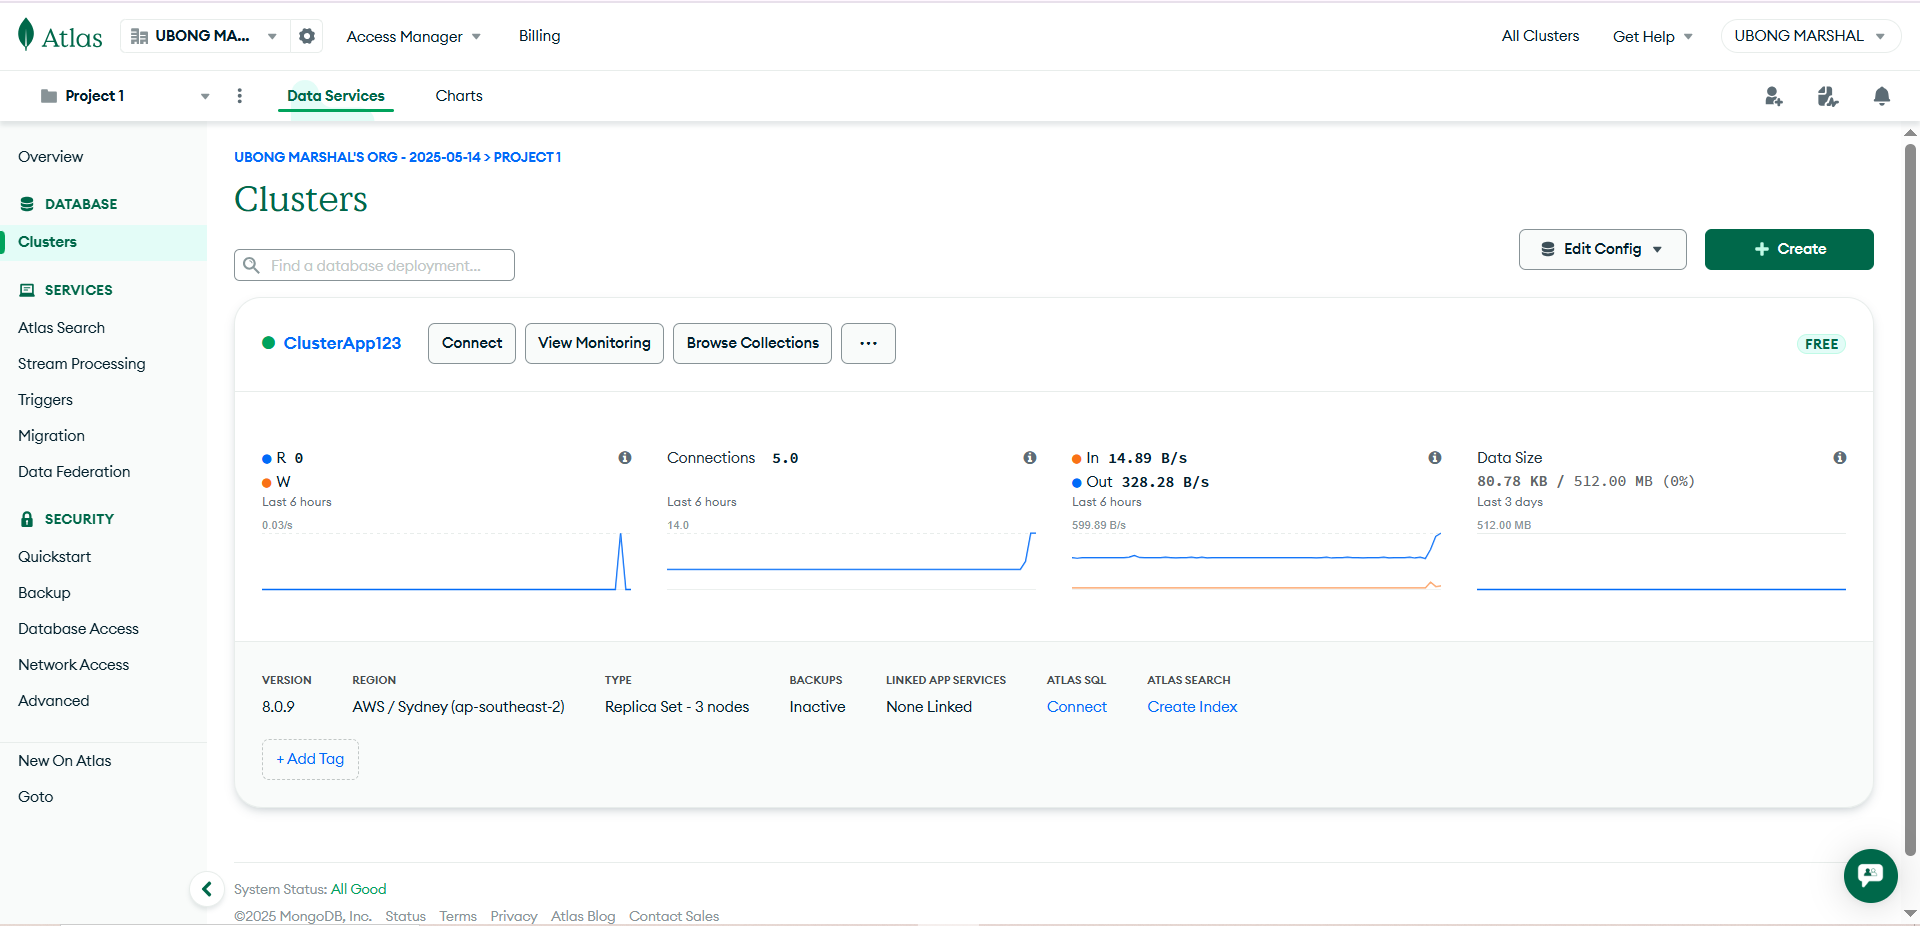 Atlas
UBONG MA...
Access Manager
Billing
All Clusters
Get Help
UBONG MARSHAL
Project 1
Data Services
Charts
Overview
DATABASE
Clusters
SERVICES
Atlas Search
Stream Processing
Triggers
Migration
Data Federation
SECURITY
Quickstart
Backup
Database Access
Network Access
Advanced
New On Atlas
Goto
UBONG MARSHAL'S ORG - 2025-05-14 > PROJECT 1
Clusters
Find a database deployment...
Edit Config
+ Create
ClusterApp123
Connect
View Monitoring
Browse Collections
...
FREE
R 0
W
Last 6 hours
0.03/s
Connections 5.0
Last 6 hours
14.0
In 14.89 B/s
Out 328.28 B/s
Last 6 hours
599.89 B/s
Data Size
80.78 KB / 512.00 MB (0%)
Last 3 days
512.00 MB
VERSION
8.0.9
REGION
AWS / Sydney (ap-southeast-2)
TYPE
Replica Set - 3 nodes
BACKUPS
Inactive
LINKED APP SERVICES
None Linked
ATLAS SQL
Connect
ATLAS SEARCH
Create Index
+ Add Tag
System Status: All Good
©2025 MongoDB, Inc. Status Terms Privacy Atlas Blog Contact Sales